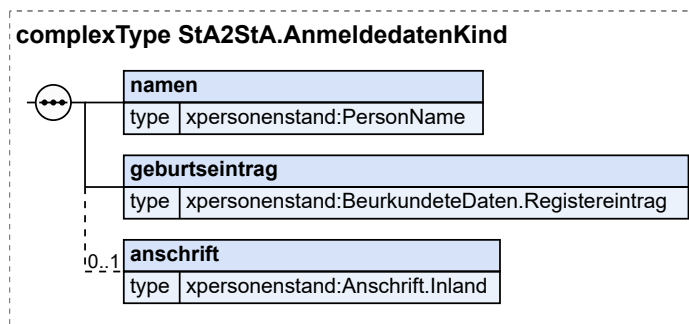 complexType StA2StA.AnmeldedatenKind
namen
type xpersonenstand:PersonName
geburtseintrag
type xpersonenstand:BeurkundeteDaten.Registereintrag
0..1 anschrift
type xpersonenstand:Anschrift.Inland